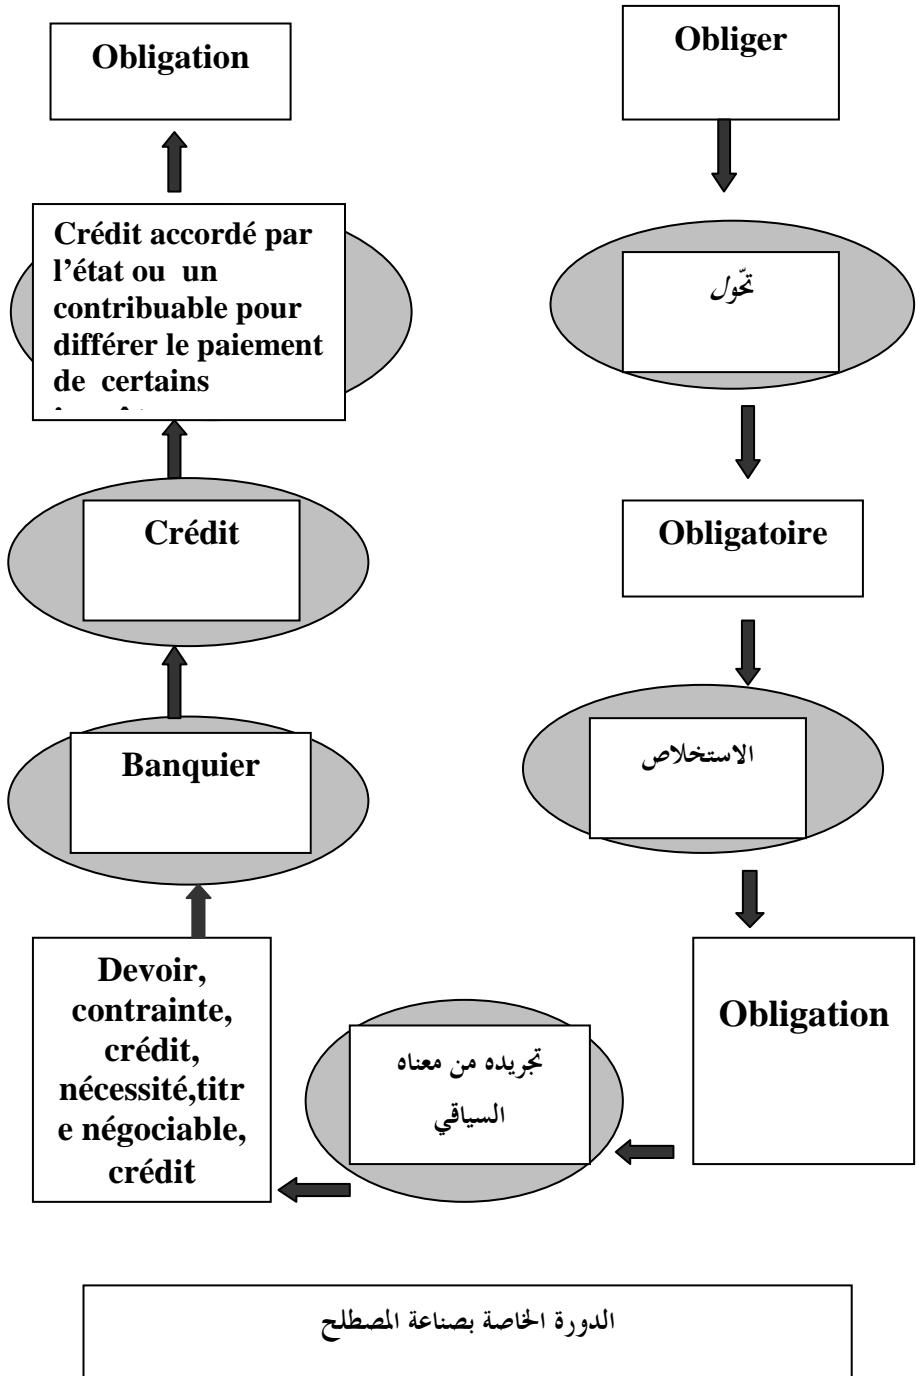 Obligation
Obliger
Crédit accordé par
l'état ou un
contribuable pour
différer le paiement
de certains
تحّول
Crédit
Obligatoire
Banquier
الاستخلاص
Devoir,
contrainte,
crédit,
nécessité,titr
e négociable,
crédit
تجريده من معناه
السياقي
Obligation
الدورة الخاصة بصناعة المصطلح